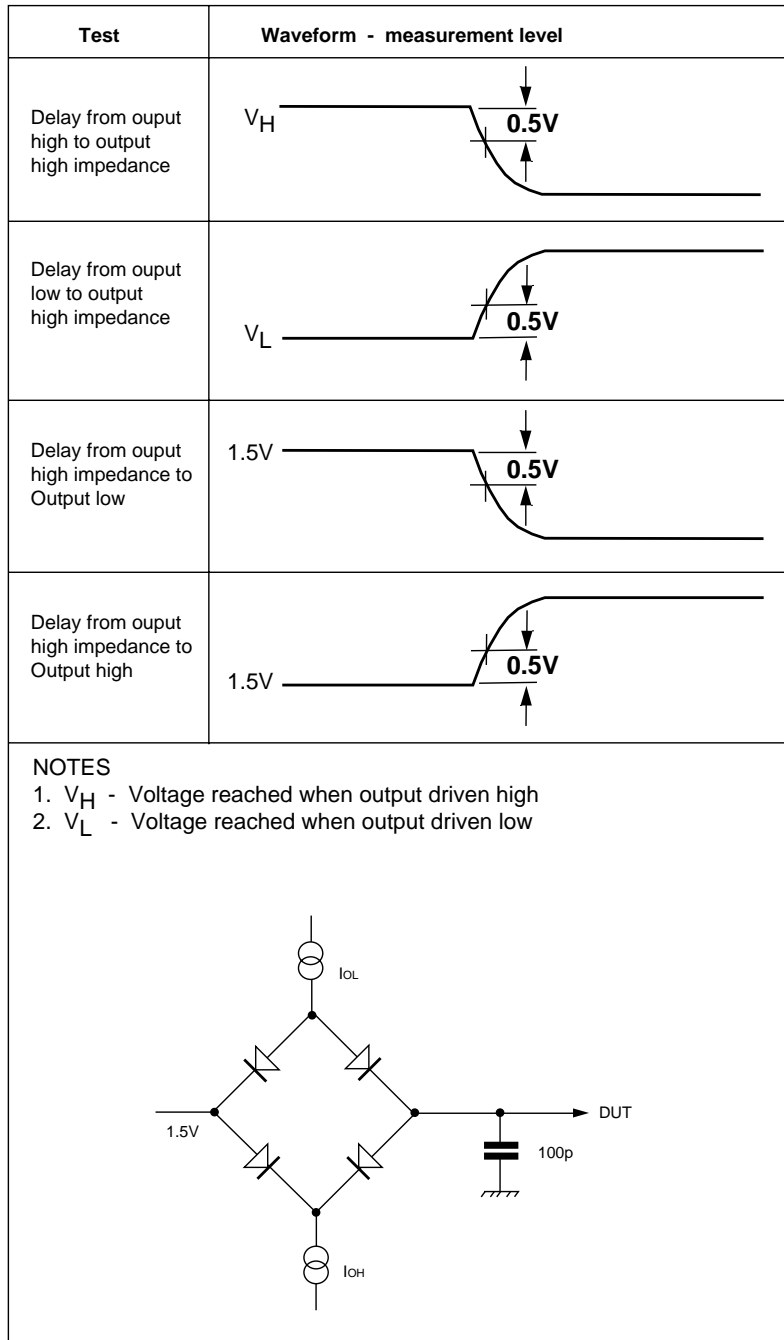 Test
Waveform - measurement level
Delay from ouput
high to output
high impedance
VH
0.5V
Delay from ouput
low to output
high impedance
VL
0.5V
Delay from ouput
high impedance to
Output low
1.5V
0.5V
Delay from ouput
high impedance to
Output high
1.5V
0.5V
NOTES
1. VH - Voltage reached when output driven high
2. VL - Voltage reached when output driven low
IOL
1.5V
DUT
100p
IOH